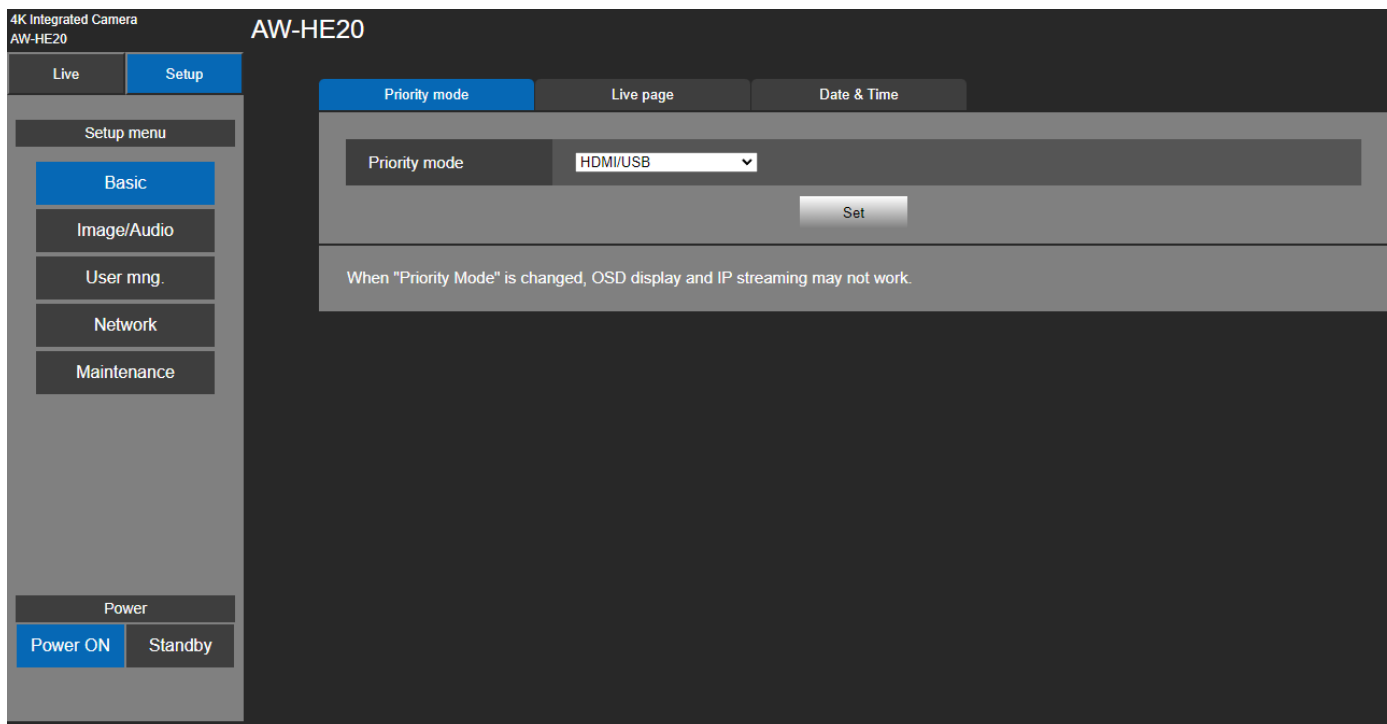 4K Integrated Camera
AW-HE20
AW-HE20
Live
Setup
Priority mode
Live page
Date & Time
Setup menu
Basic
Image/Audio
User mng.
Network
Maintenance
Priority mode
HDMI/USB
Set
When "Priority Mode" is changed, OSD display and IP streaming may not work.
Power
Power ON
Standby